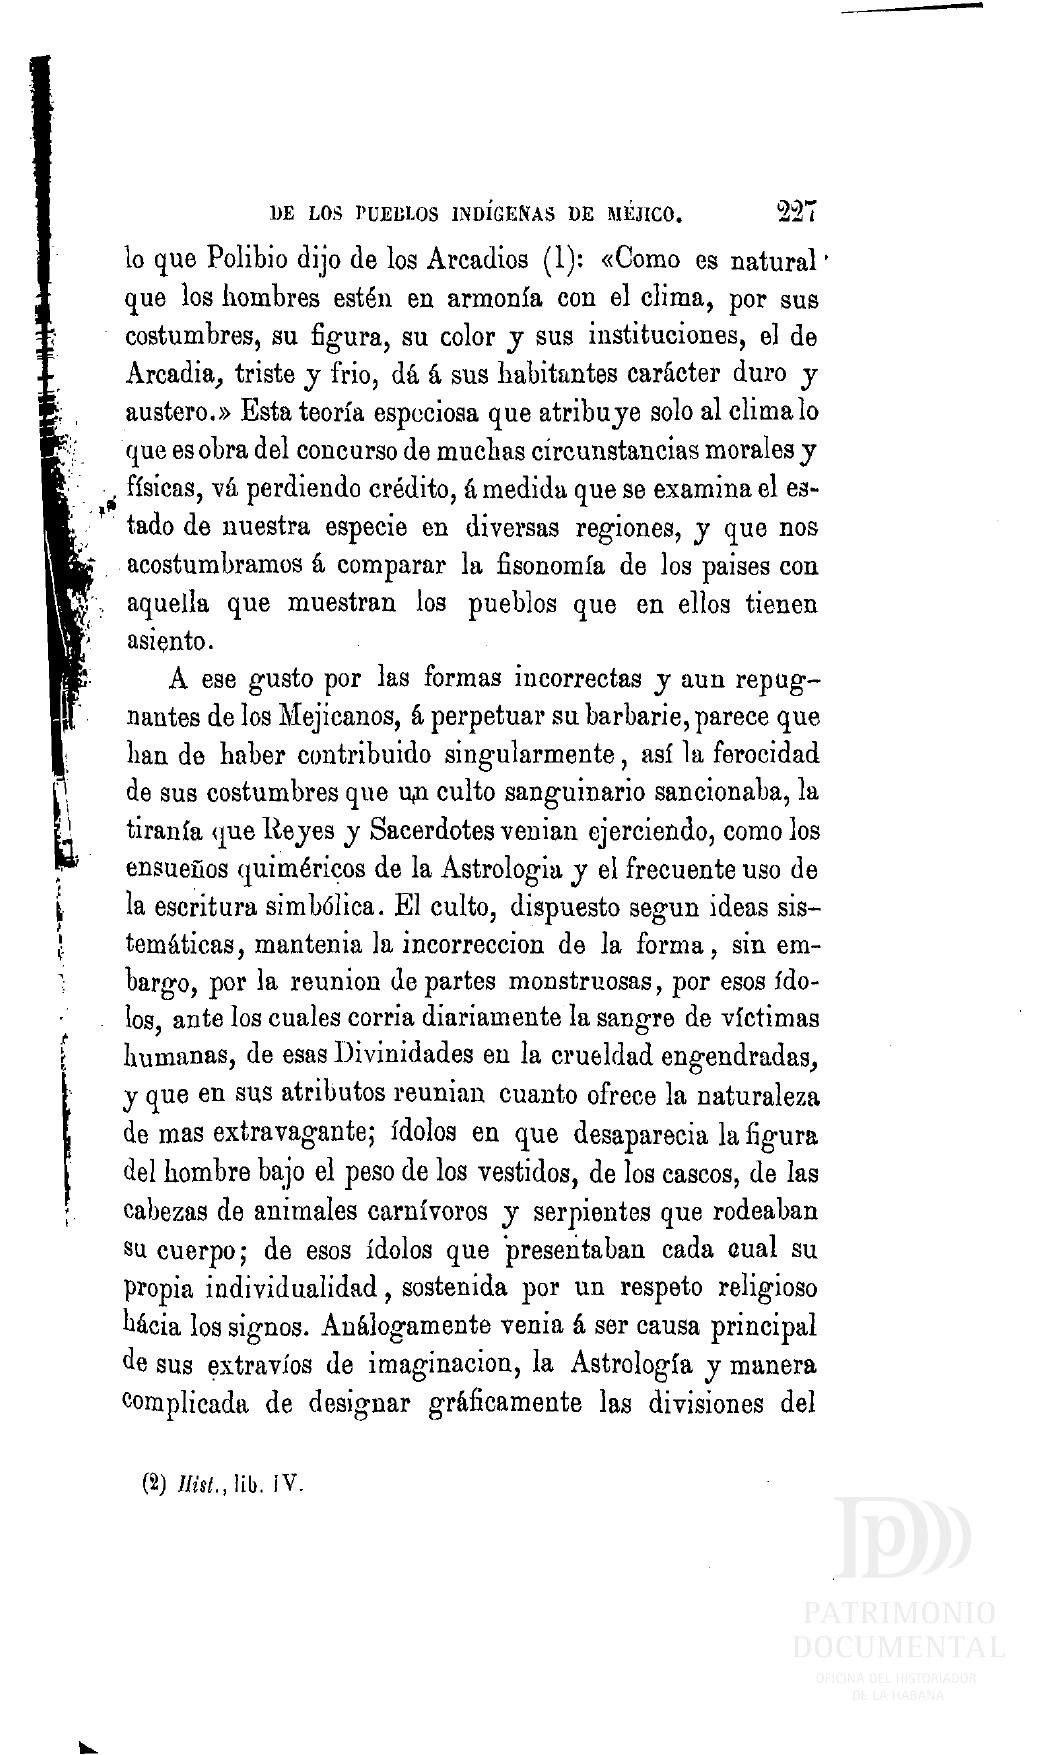 DE LOS PUEBLOS INDÍGENAS DE MÉJICO. 227
lo que Polibio dijo de los Arcadios (1): «Como es natural
que los hombres estén en armonía con el clima, por sus
costumbres, su figura, su color y sus instituciones, el de
Arcadia, triste y frio, dá á sus habitantes carácter duro y
austero.» Esta teoría especiosa que atribuye solo al clima lo
que es obra del concurso de muchas circunstancias morales y
físicas, vá perdiendo crédito, á medida que se examina el es-
tado de nuestra especie en diversas regiones, y que nos
acostumbramos á comparar la fisonomía de los paises con
aquella que muestran los pueblos que en ellos tienen
asiento.
A ese gusto por las formas incorrectas y aun repug-
nantes de los Mejicanos, á perpetuar su barbarie, parece que
han de haber contribuido singularmente, así la ferocidad
de sus costumbres que un culto sanguinario sancionaba, la
tiranía que Reyes y Sacerdotes venian ejerciendo, como los
ensueños quiméricos de la Astrologia y el frecuente uso de
la escritura simbólica. El culto, dispuesto segun ideas sis-
temáticas, mantenia la incorreccion de la forma, sin em-
bargo, por la reunion de partes monstruosas, por esos ído-
los, ante los cuales corria diariamente la sangre de víctimas
humanas, de esas Divinidades en la crueldad engendradas,
y que en sus atributos reunian cuanto ofrece la naturaleza
de mas extravagante; ídolos en que desaparecia la figura
del hombre bajo el peso de los vestidos, de los cascos, de las
cabezas de animales carnívoros y serpientes que rodeaban
su cuerpo; de esos ídolos que presentaban cada cual su
propia individualidad, sostenida por un respeto religioso
hácia los signos. Análogamente venia á ser causa principal
de sus extravíos de imaginacion, la Astrología y manera
complicada de designar gráficamente las divisiones del
(2) Hist., lib. IV.
PATRIMONIO
DOCUMENTAL
OFICINA DEL HISTORIADOR
DE LA HABANA